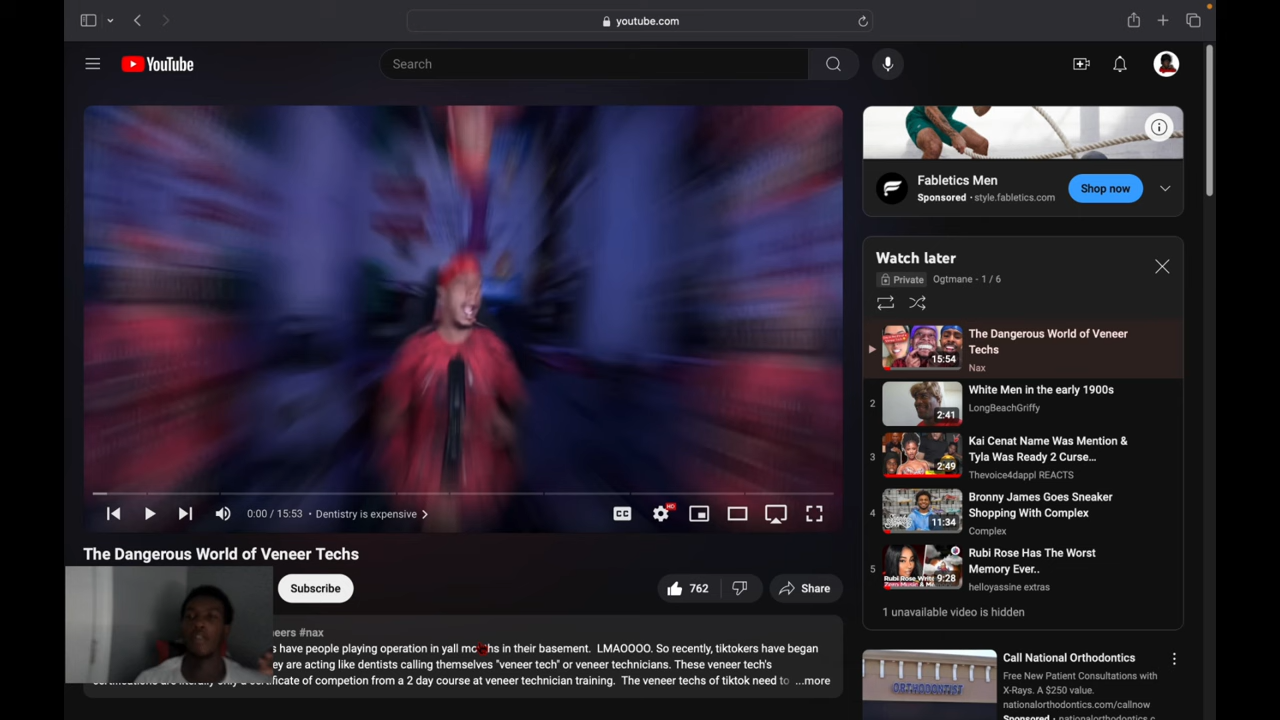 youtube.com
YouTube
Search
Fabletics Men
Sponsored · style.fabletics.com
Shop now
Watch later
Private
Ogtmane - 1 / 6
The Dangerous World of Veneer
Techs
Nax
15:54
2
White Men in the early 1900s
LongBeachGriffy
2:41
3
Kai Cenat Name Was Mention &
Tyla Was Ready 2 Curse...
Thevoice4dappl REACTS
2:49
4
Bronny James Goes Sneaker
Shopping With Complex
Complex
11:34
5
Rubi Rose Has The Worst
Memory Ever..
helloyassine extras
9:28
1 unavailable video is hidden
0:00 / 15:53 • Dentistry is expensive
CC
HD
The Dangerous World of Veneer Techs
Subscribe
762
Share
neers #nax
s have people playing operation in yall in their basement. LMAOOOO. So recently, tiktokers have began
ey are acting like dentists calling themselves "veneer tech" or veneer technicians. These veneer tech's
are literally only a certificate of competion from a 2 day course at veneer technician training. The veneer techs of tiktok need to ...more
Call National Orthodontics
Free New Patient Consultations with
X-Rays. A $250 value.
nationalorthodontics.com/callnow
ORTHODONTIST